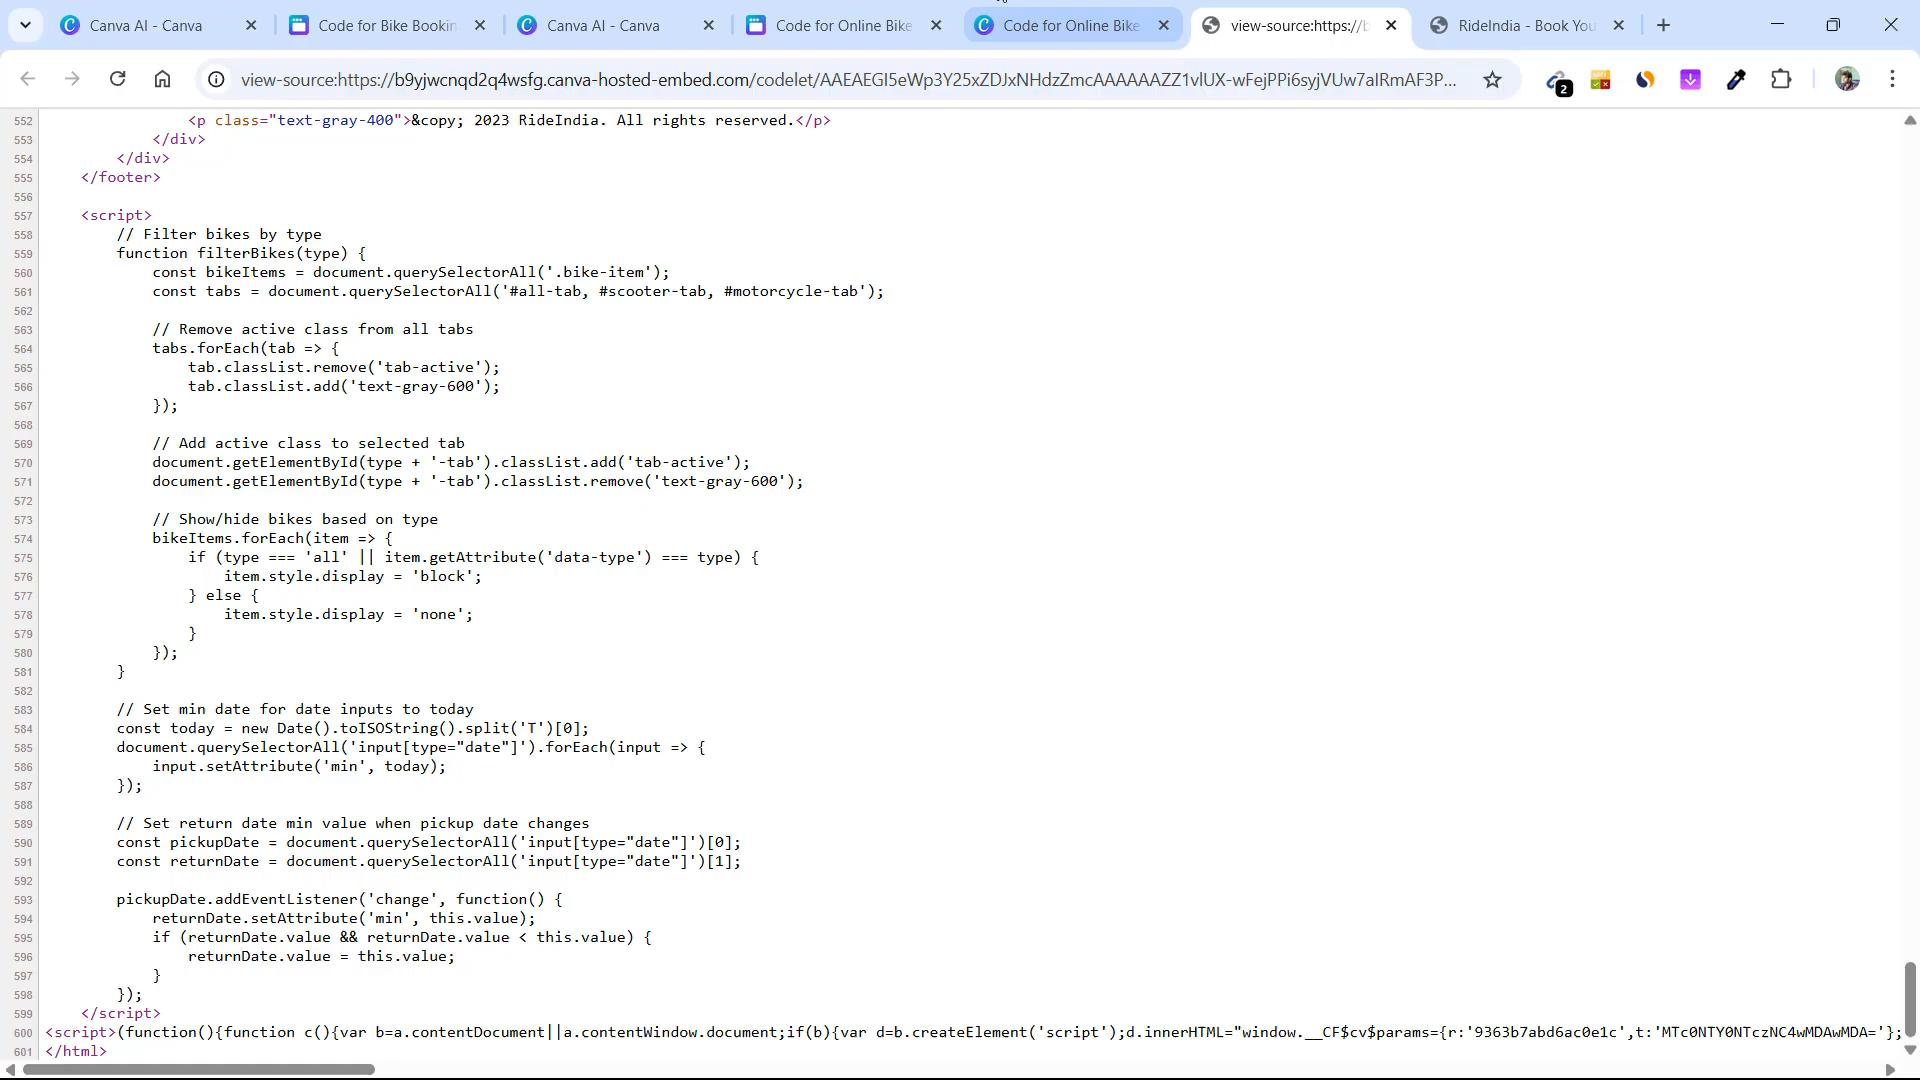 Canva AI - Canva
Code for Bike Bookin
Canva AI - Canva
Code for Online Bike
Code for Online Bike
view-source:https://b
RideIndia - Book You
view-source:https://b9yjwcnqd2q4wsfg.canva-hosted-embed.com/codelet/
2
552 <p class="text-gray-400">&copy; 2023 RideIndia. All rights reserved.</p>
553 </div>
554 </div>
555 </footer>
556
557 <script>
558 // Filter bikes by type
559 function filterBikes(type) {
560 const bikeItems = document.querySelectorAll('.bike-item');
561 const tabs = document.querySelectorAll('#all-tab, #scooter-tab, #motorcycle-tab');
562
563 // Remove active class from all tabs
564 tabs.forEach(tab => {
565 tab.classList.remove('tab-active');
566 tab.classList.add('text-gray-600');
567 });
568
569 // Add active class to selected tab
570 document.getElementById(type + '-tab').classList.add('tab-active');
571 document.getElementById(type + '-tab').classList.remove('text-gray-600');
572
573 // Show/hide bikes based on type
574 bikeItems.forEach(item => {
575 if (type === 'all' || item.getAttribute('data-type') === type) {
576 item.style.display = 'block';
577 } else {
578 item.style.display = 'none';
579 }
580 });
581 }
582
583 // Set min date for date inputs to today
584 const today = new Date().toISOString().split('T')[0];
585 document.querySelectorAll('input[type="date"]').forEach(input => {
586 input.setAttribute('min', today);
587 });
588
589 // Set return date min value when pickup date changes
590 const pickupDate = document.querySelectorAll('input[type="date"]')[0];
591 const returnDate = document.querySelectorAll('input[type="date"]')[1];
592
593 pickupDate.addEventListener('change', function() {
594 returnDate.setAttribute('min', this.value);
595 if (returnDate.value && returnDate.value < this.value) {
596 returnDate.value = this.value;
597 }
598 });
599 </script>
600 <script>(function(){function c(){var b=a.contentDocument||a.contentWindow.document;if(b){var d=b.createElement('script');d.innerHTML="window.__CF$cv$params={r:'9363b7abd6ac0e1c',t:'MTc0NTY0NTczNC4wMDAwMDA='};
601 </html>